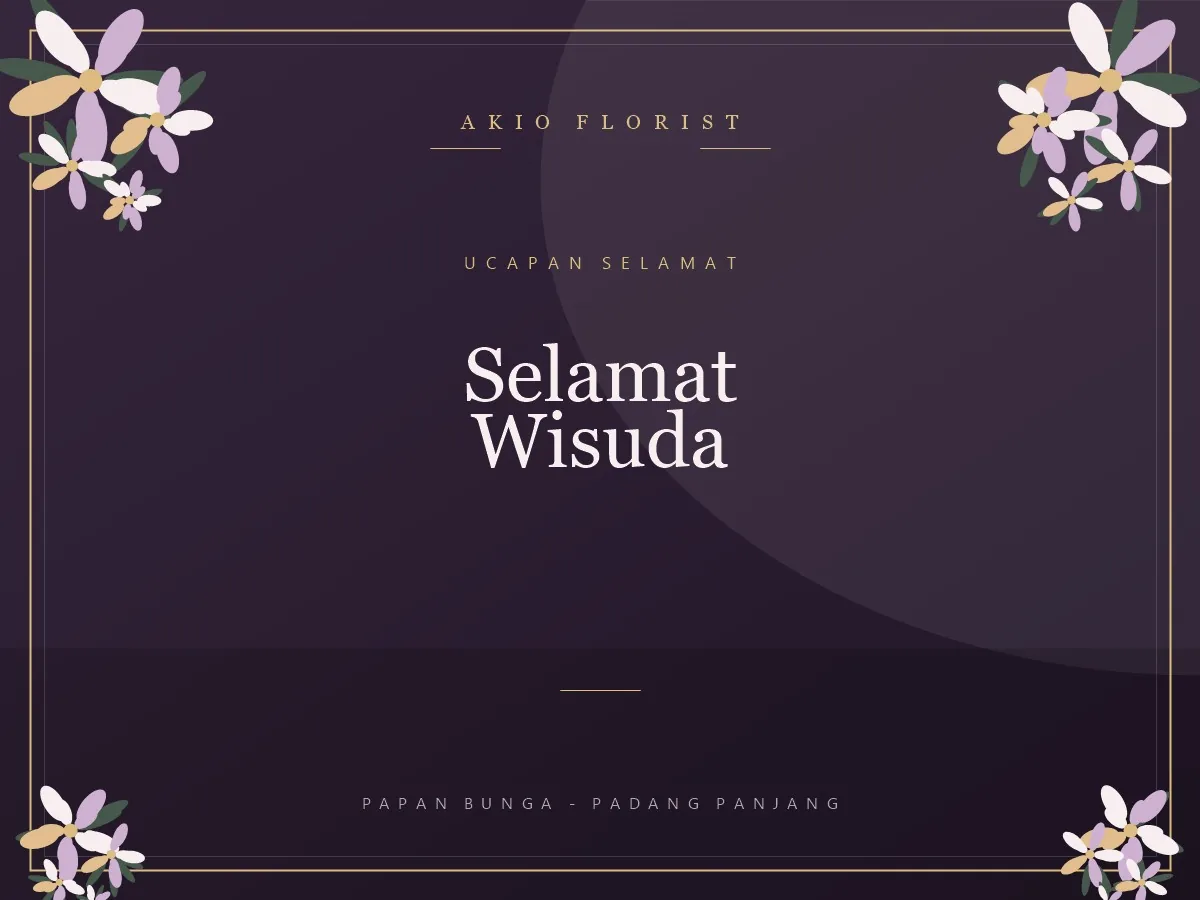 AKIO FLORIST
UCAPAN SELAMAT
Selamat
Wisuda
PAPAN BUNGA - PADANG PANJANG